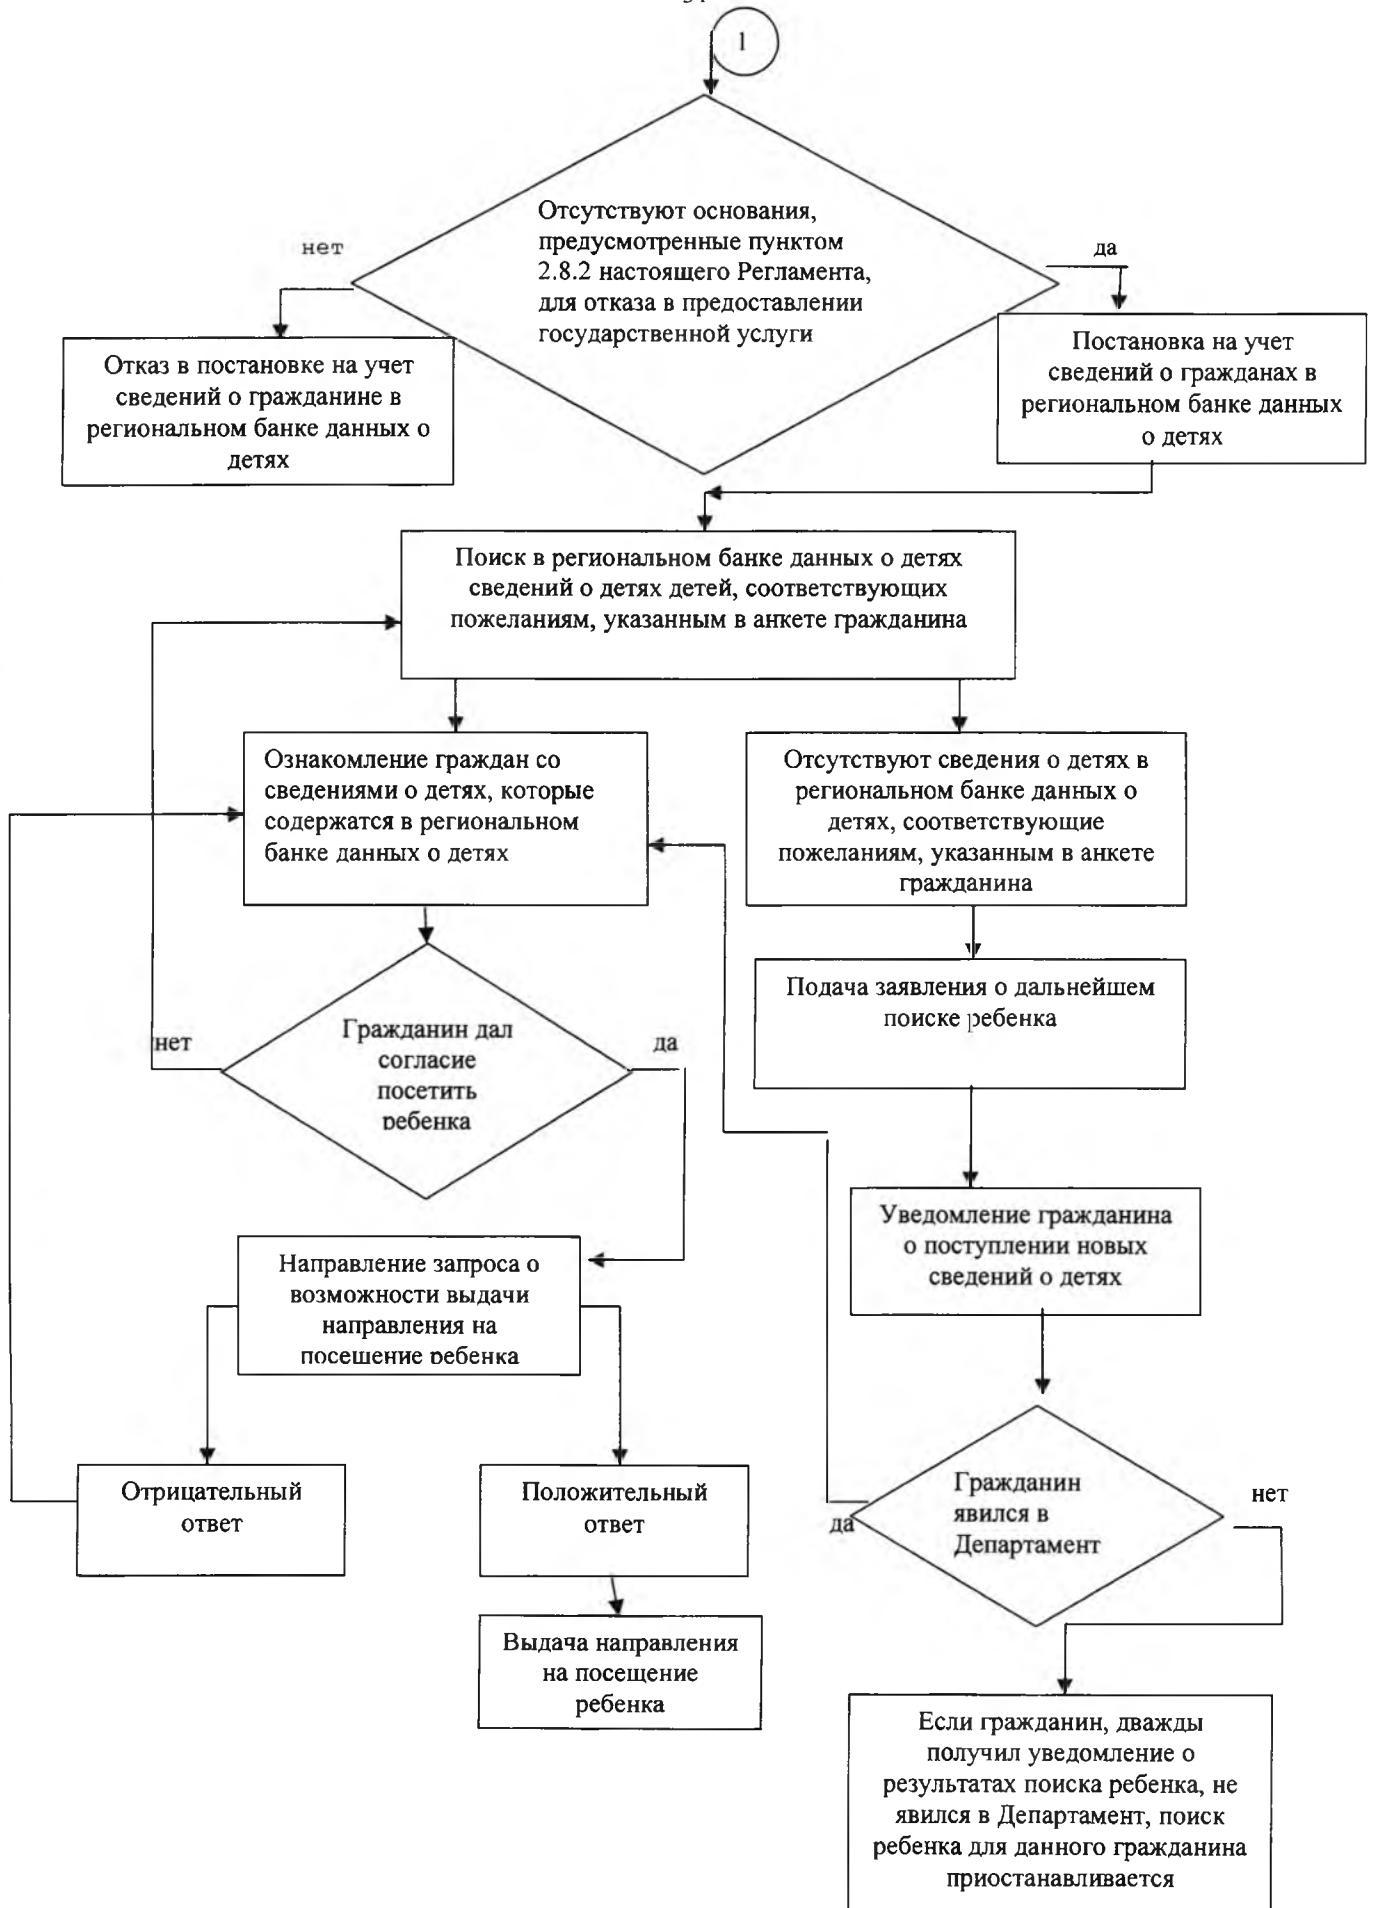 1
Отсутствуют основания,
предусмотренные пунктом
2.8.2 настоящего Регламента,
для отказа в предоставлении
государственной услуги
нет
да
Отказ в постановке на учет
сведений о гражданине в
региональном банке данных о
детях
Постановка на учет
сведений о гражданах в
региональном банке данных
о детях
Поиск в региональном банке данных о детях
сведений о детях детей, соответствующих
пожеланиям, указанным в анкете гражданина
Ознакомление граждан со
сведениями о детях, которые
содержатся в региональном
банке данных о детях
Отсутствуют сведения о детях в
региональном банке данных о
детях, соответствующие
пожеланиям, указанным в анкете
гражданина
Подача заявления о дальнейшем
поиске ребенка
нет
Гражданин дал
согласие
посетить
ребенка
да
Уведомление гражданина
о поступлении новых
сведений о детях
Направление запроса о
возможности выдачи
направления на
посещение ребенка
Отрицательный
ответ
Положительный
ответ
Гражданин
явился в
Департамент
да
нет
Выдача направления
на посещение
ребенка
Если гражданин, дважды
получил уведомление о
результатах поиска ребенка, не
явился в Департамент, поиск
ребенка для данного гражданина
приостанавливается